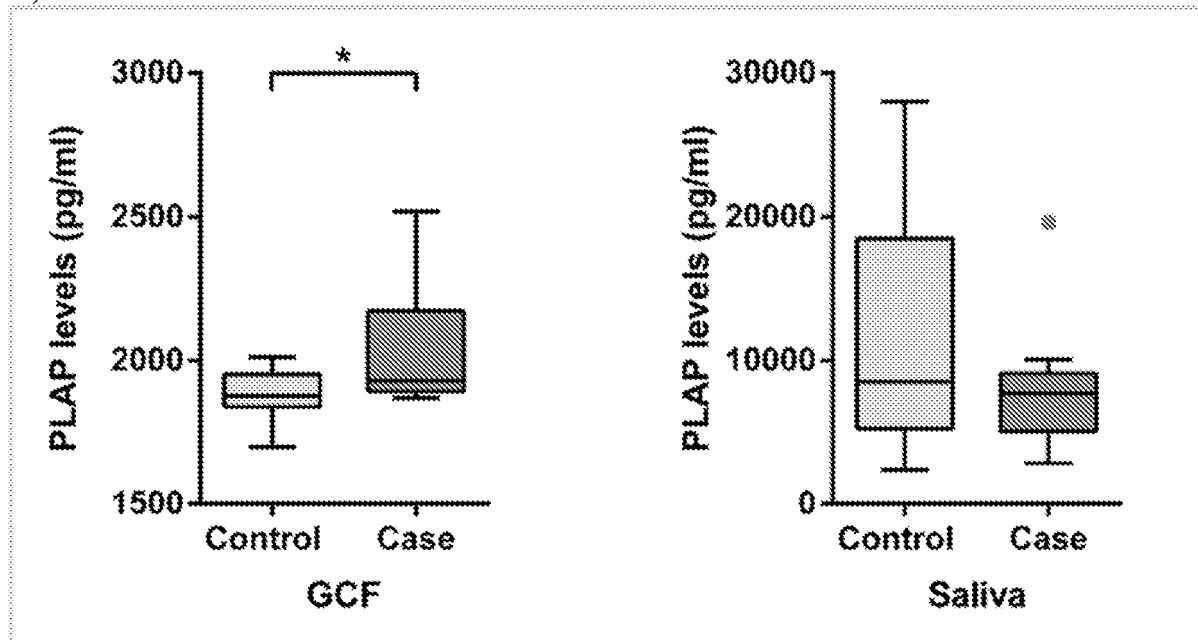 *
3000
2500
2000
1500
PLAP levels (pg/ml)
Control Case
GCF
30000
20000
10000
0
PLAP levels (pg/ml)
Control Case
Saliva